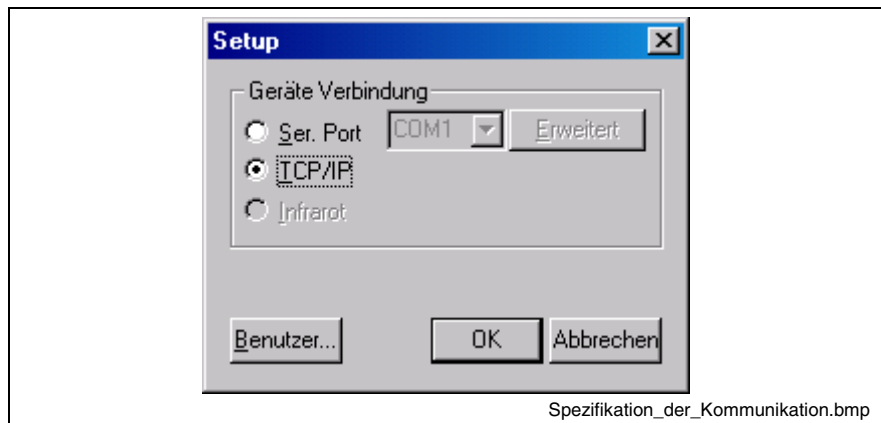 Setup
Geräte Verbindung
Ser. Port COM1 Erweitert
TCP/IP
Infrarot
Benutzer... OK Abbrechen
Spezifikation_der_Kommunikation.bmp